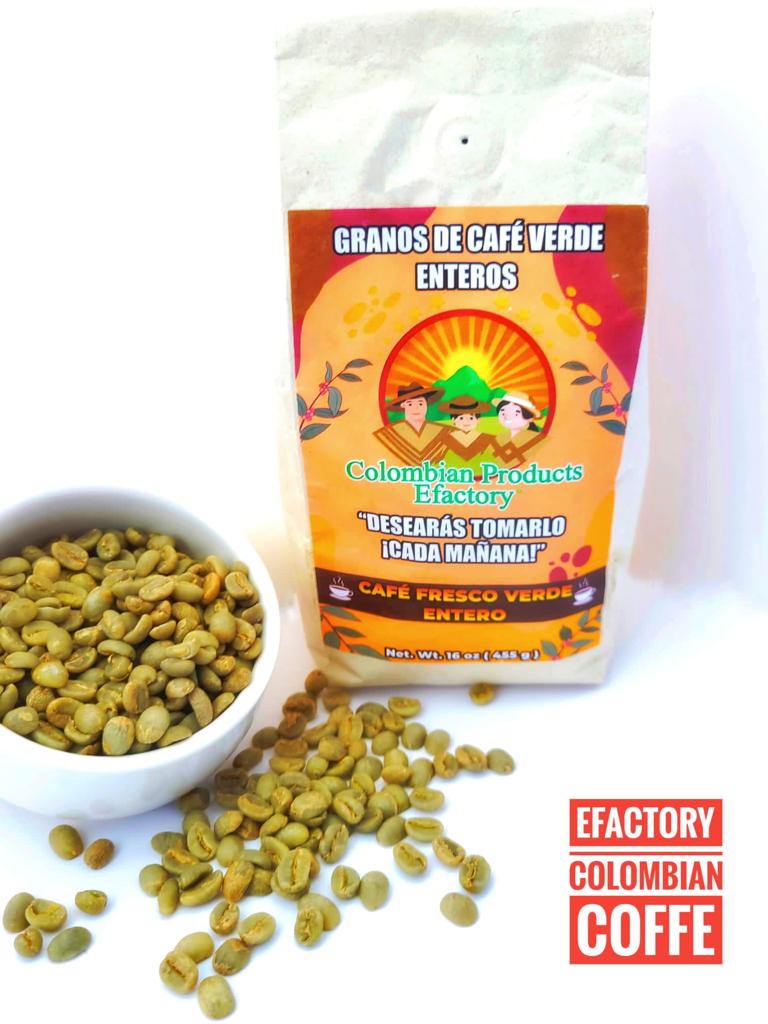 GRANOS DE CAFÉ VERDE
ENTEROS
Colombian Products
Efactory
"DESEARÁS TOMARLO
¡CADA MAÑANA!"
CAFÉ FRESCO VERDE
ENTERO
Net. Wt. 16 oz ( 455 g )
EFACTORY
COLOMBIAN
COFFE